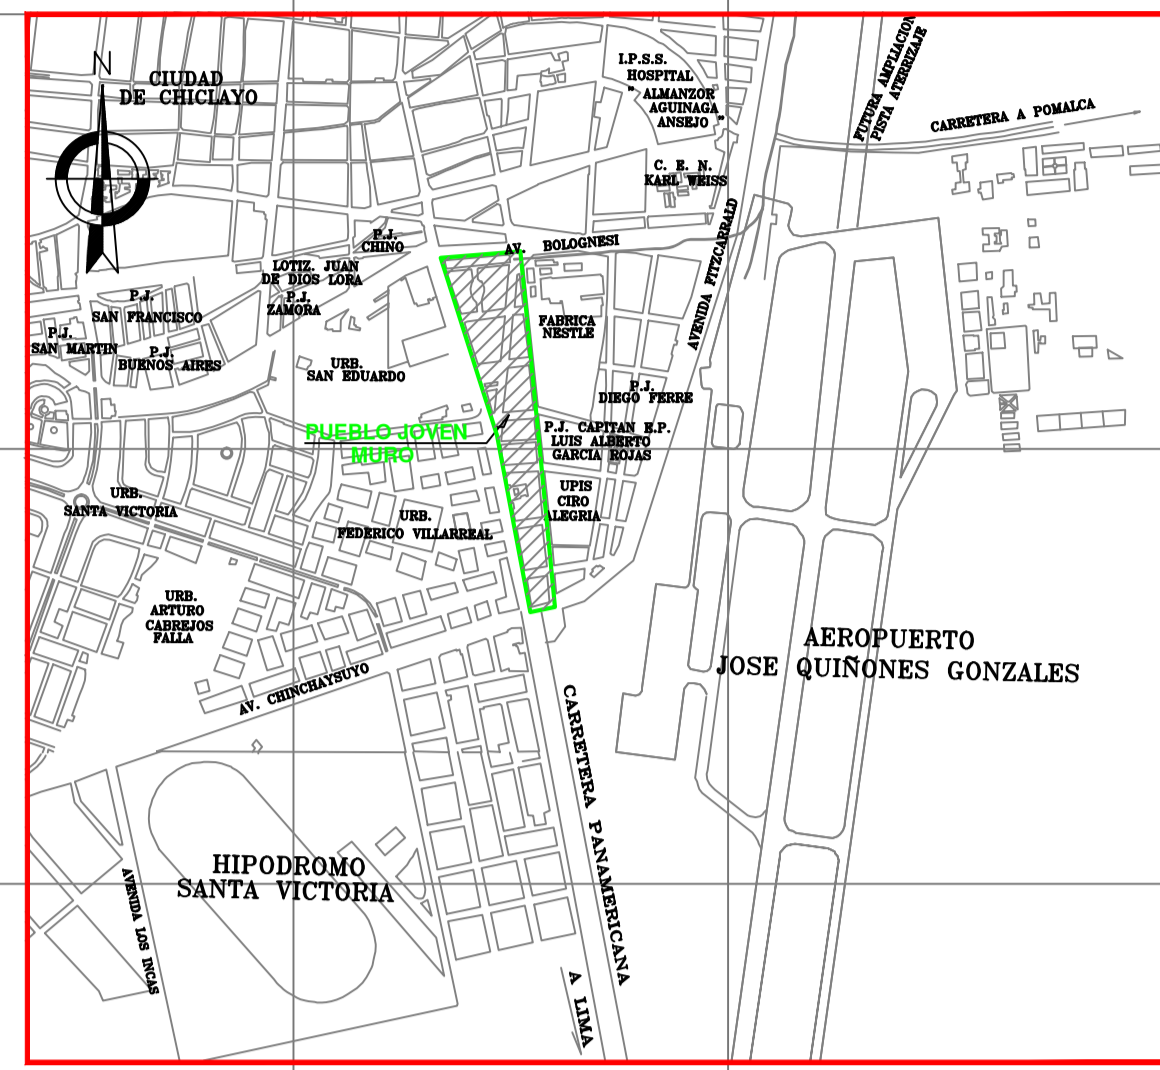 N
CIUDAD
DE CHICLAYO
I.P.S.S.
HOSPITAL
" ALMANZOR
AGUINAGA
ANSEJO "
FUTURA AMPLIACION
PISTA ATERRIZAJE
CARRETERA A POMALCA
C. E. N.
KARL WEISS
AVENIDA FITZCARRALD
AV. BOLOGNESI
P.J.
CHINO
LOTIZ. JUAN
DE DIOS LORA
P.J.
ZAMORA
P.J.
SAN FRANCISCO
P.J.
SAN MARTIN
P.J.
BUENOS AIRES
FABRICA
NESTLE
URB.
SAN EDUARDO
P.J.
DIEGO FERRE
PUEBLO JOVEN
MURO
P.J. CAPITAN E.P.
LUIS ALBERTO
GARCIA ROJAS
UPIS
CIRO
ALEGRIA
URB.
SANTA VICTORIA
URB.
FEDERICO VILLARREAL
URB.
ARTURO
CABREJOS
FALLA
AEROPUERTO
JOSE QUIÑONES GONZALES
AV. CHINCHAYSUYO
CARRETERA PANAMERICANA
HIPODROMO
SANTA VICTORIA
AVENIDA LOS INCAS
A LIMA